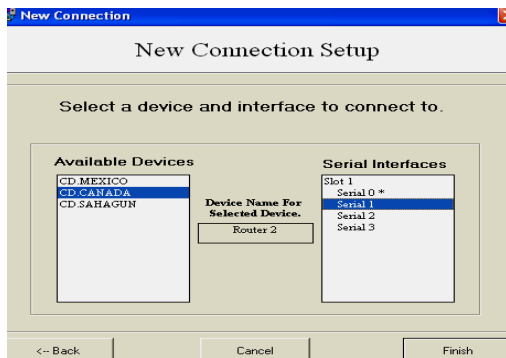 New Connection
New Connection Setup
Select a device and interface to connect to.
Available Devices
CD.MEXICO
CD.CANADA
CD.SAHAGUN
Device Name For
Selected Device.
Router 2
Serial Interfaces
Slot 1
Serial 0 *
Serial 1
Serial 2
Serial 3
<-- Back
Cancel
Finish